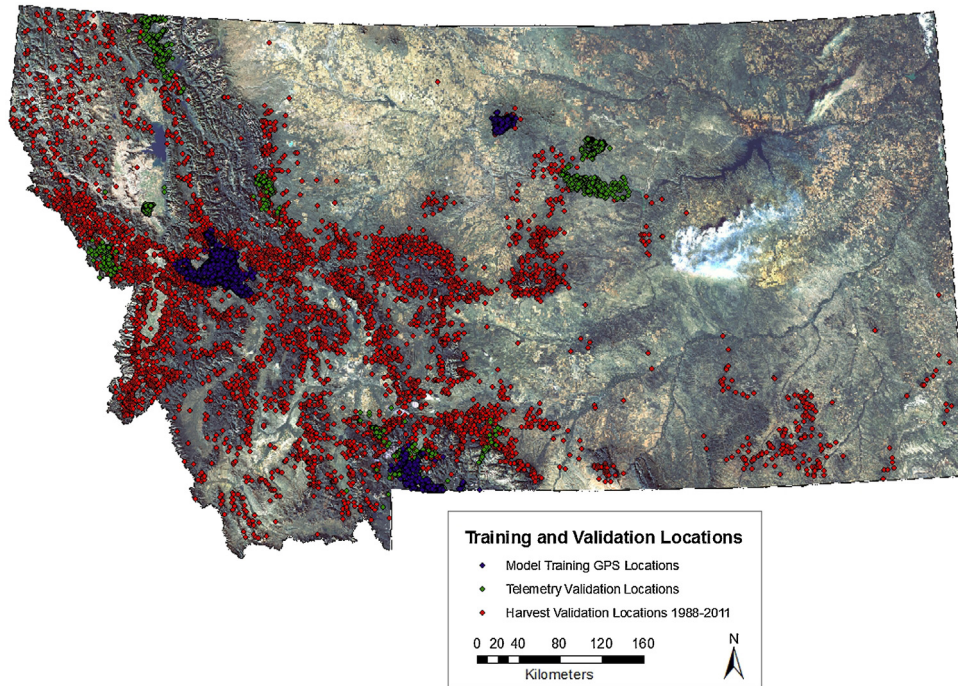 Training and Validation Locations
Model Training GPS Locations
Telemetry Validation Locations
Harvest Validation Locations 1988-2011
0 20 40 80 120 160
Kilometers
N